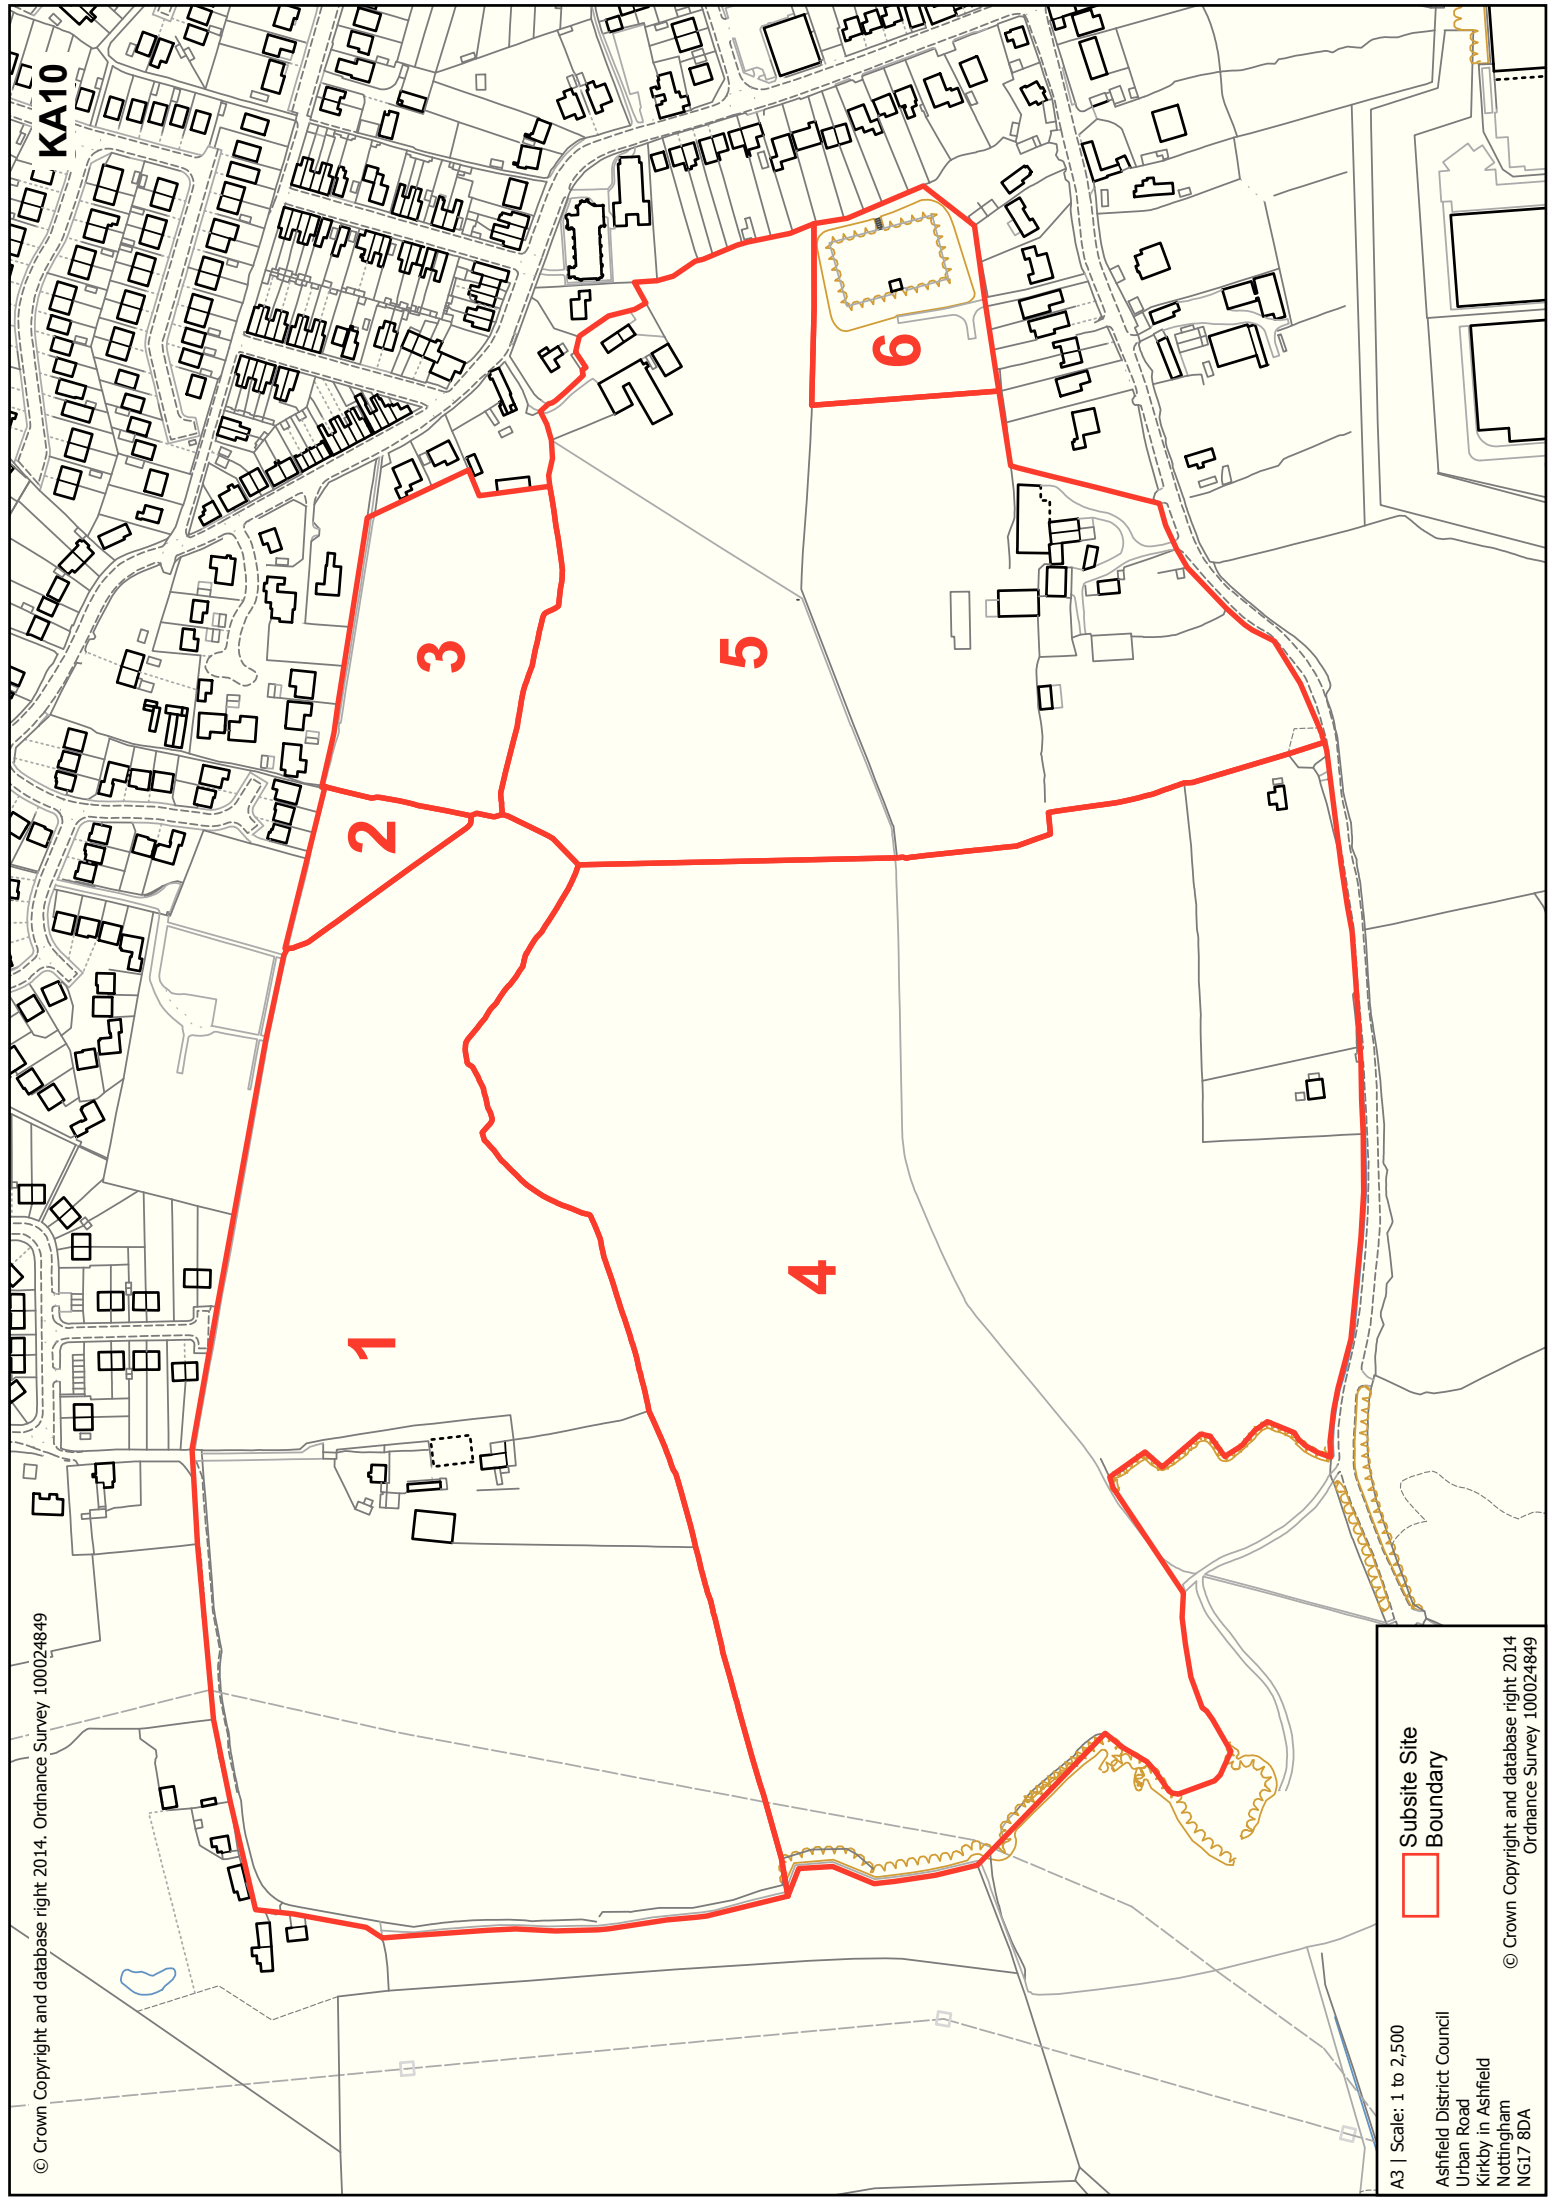 © Crown Copyright and database right 2014. Ordnance Survey 100024849
KA10
1
2
3
4
5
6
A3 | Scale: 1 to 2,500
Ashfield District Council
Urban Road
Kirkby in Ashfield
Nottingham
NG17 8DA
Subsite Site
Boundary
© Crown Copyright and database right 2014
Ordnance Survey 100024849